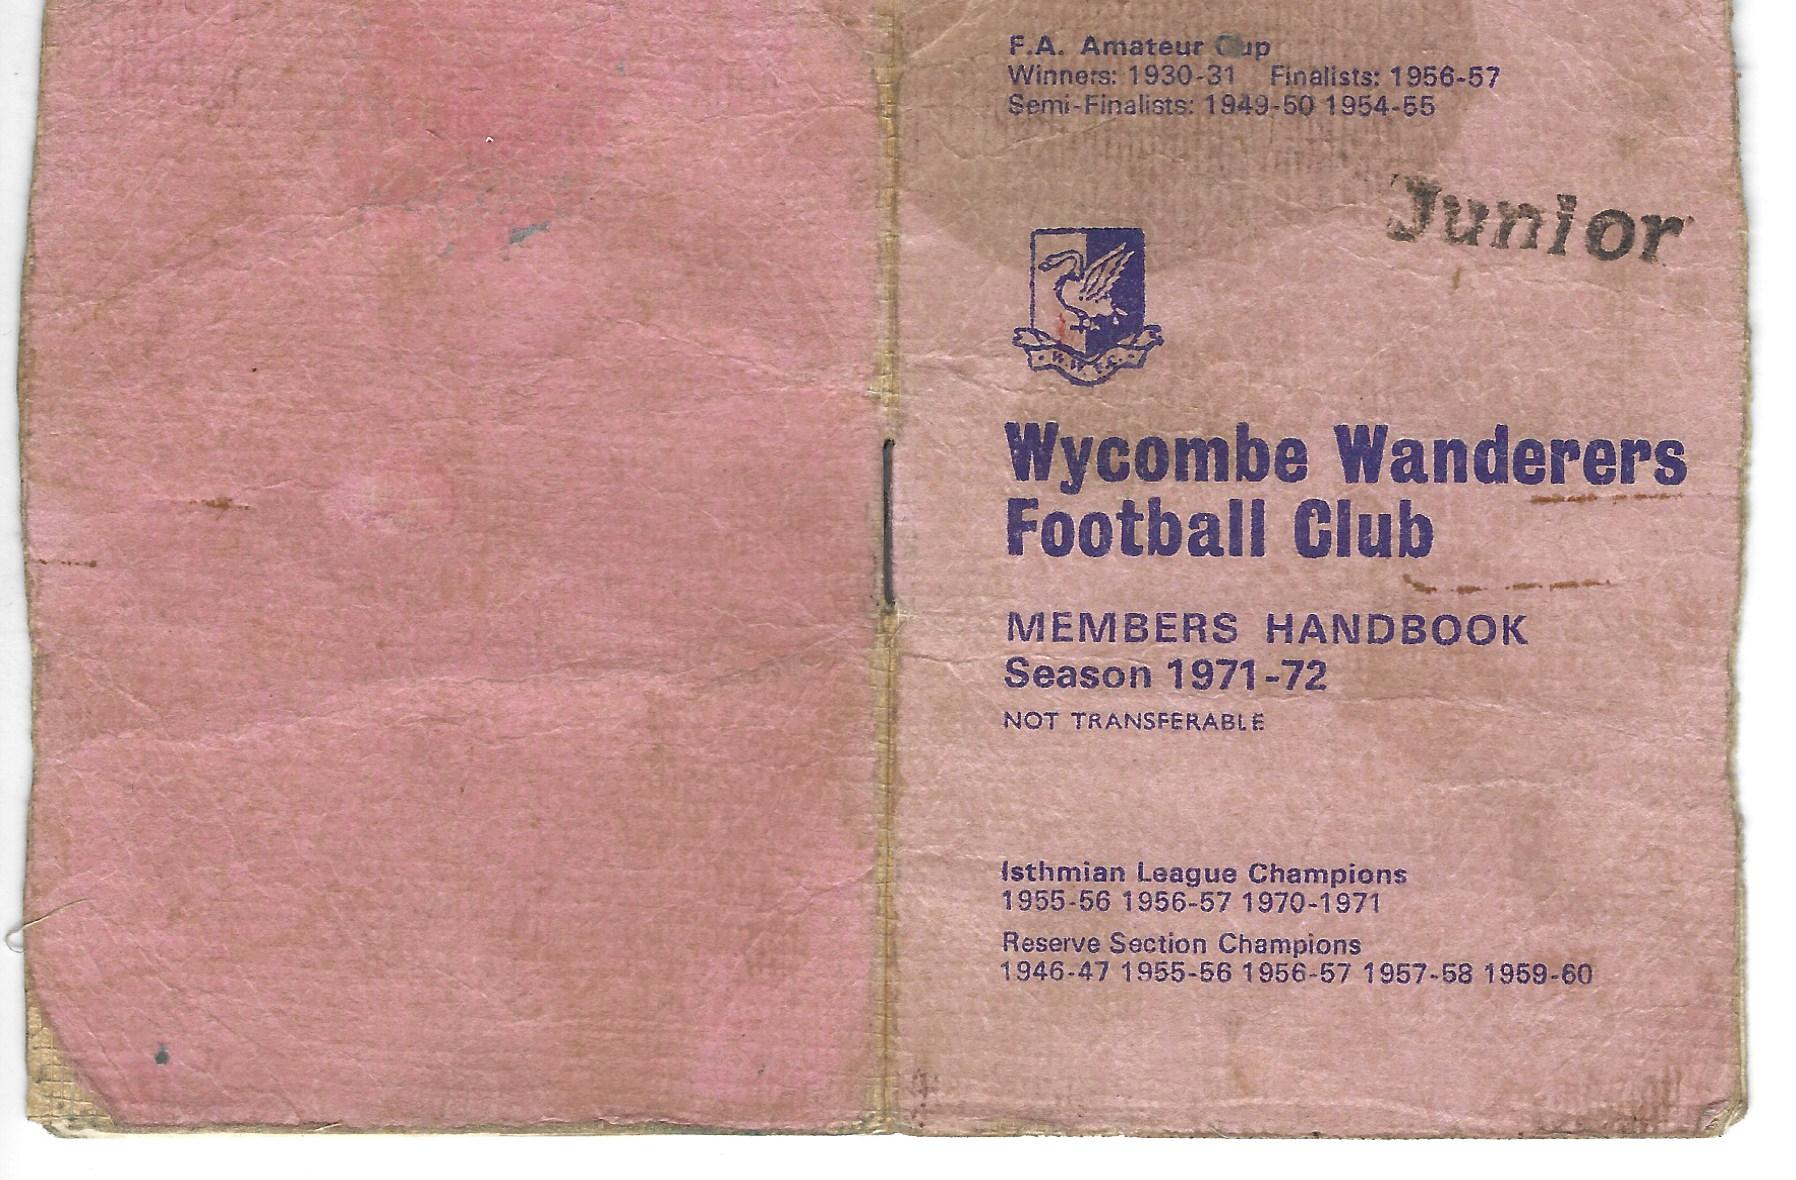 F.A. Amateur Cup
Winners: 1930-31 Finalists: 1956-57
Semi-Finalists: 1949-50 1954-55
Junior
W.W.F.C.
Wycombe Wanderers
Football Club
MEMBERS HANDBOOK
Season 1971-72
NOT TRANSFERABLE
Isthmian League Champions
1955-56 1956-57 1970-1971
Reserve Section Champions
1946-47 1955-56 1956-57 1957-58 1959-60